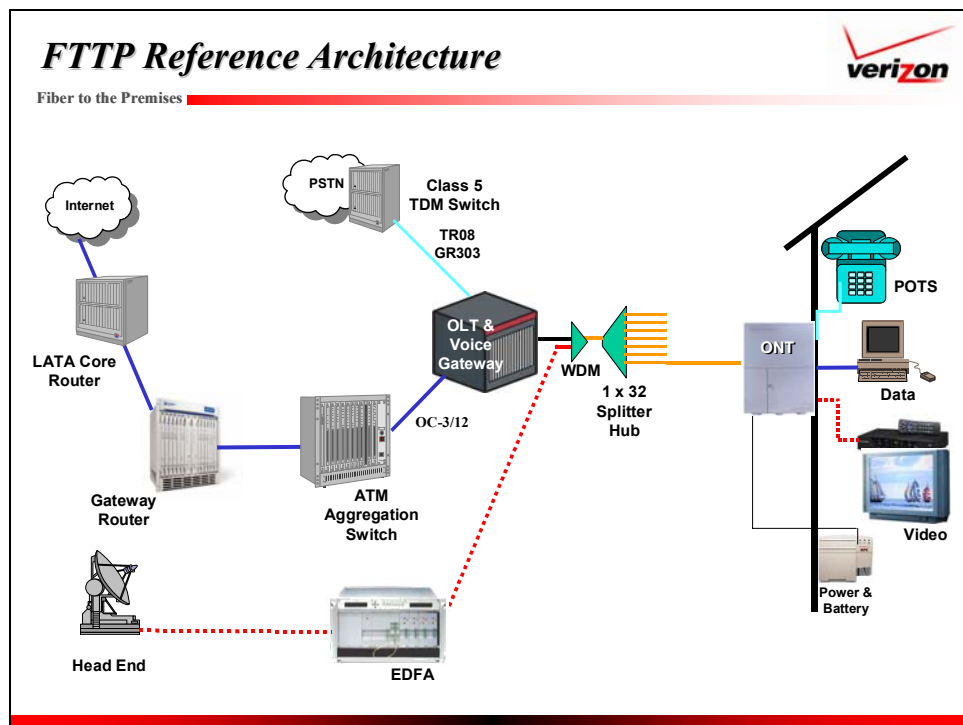 FTTP Reference Architecture
verizon
Fiber to the Premises
PSTN
Class 5
TDM Switch
Internet
TR08
GR303
POTS
OLT &
Voice
Gateway
ONT
LATA Core
Router
WDM
1 x 32
Splitter
Hub
Data
OC-3/12
Gateway
Router
ATM
Aggregation
Switch
Video
Power &
Battery
Head End
EDFA